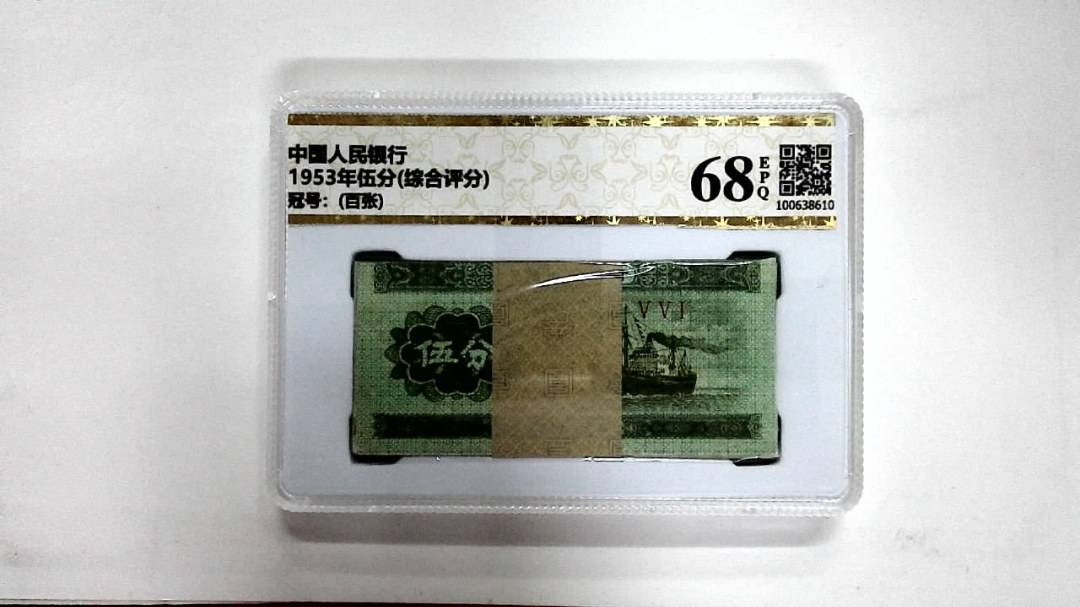 中国人民银行
1953年伍分(综合评分)
冠号：(百张)
68
EPQ
100638610
伍分
VVI